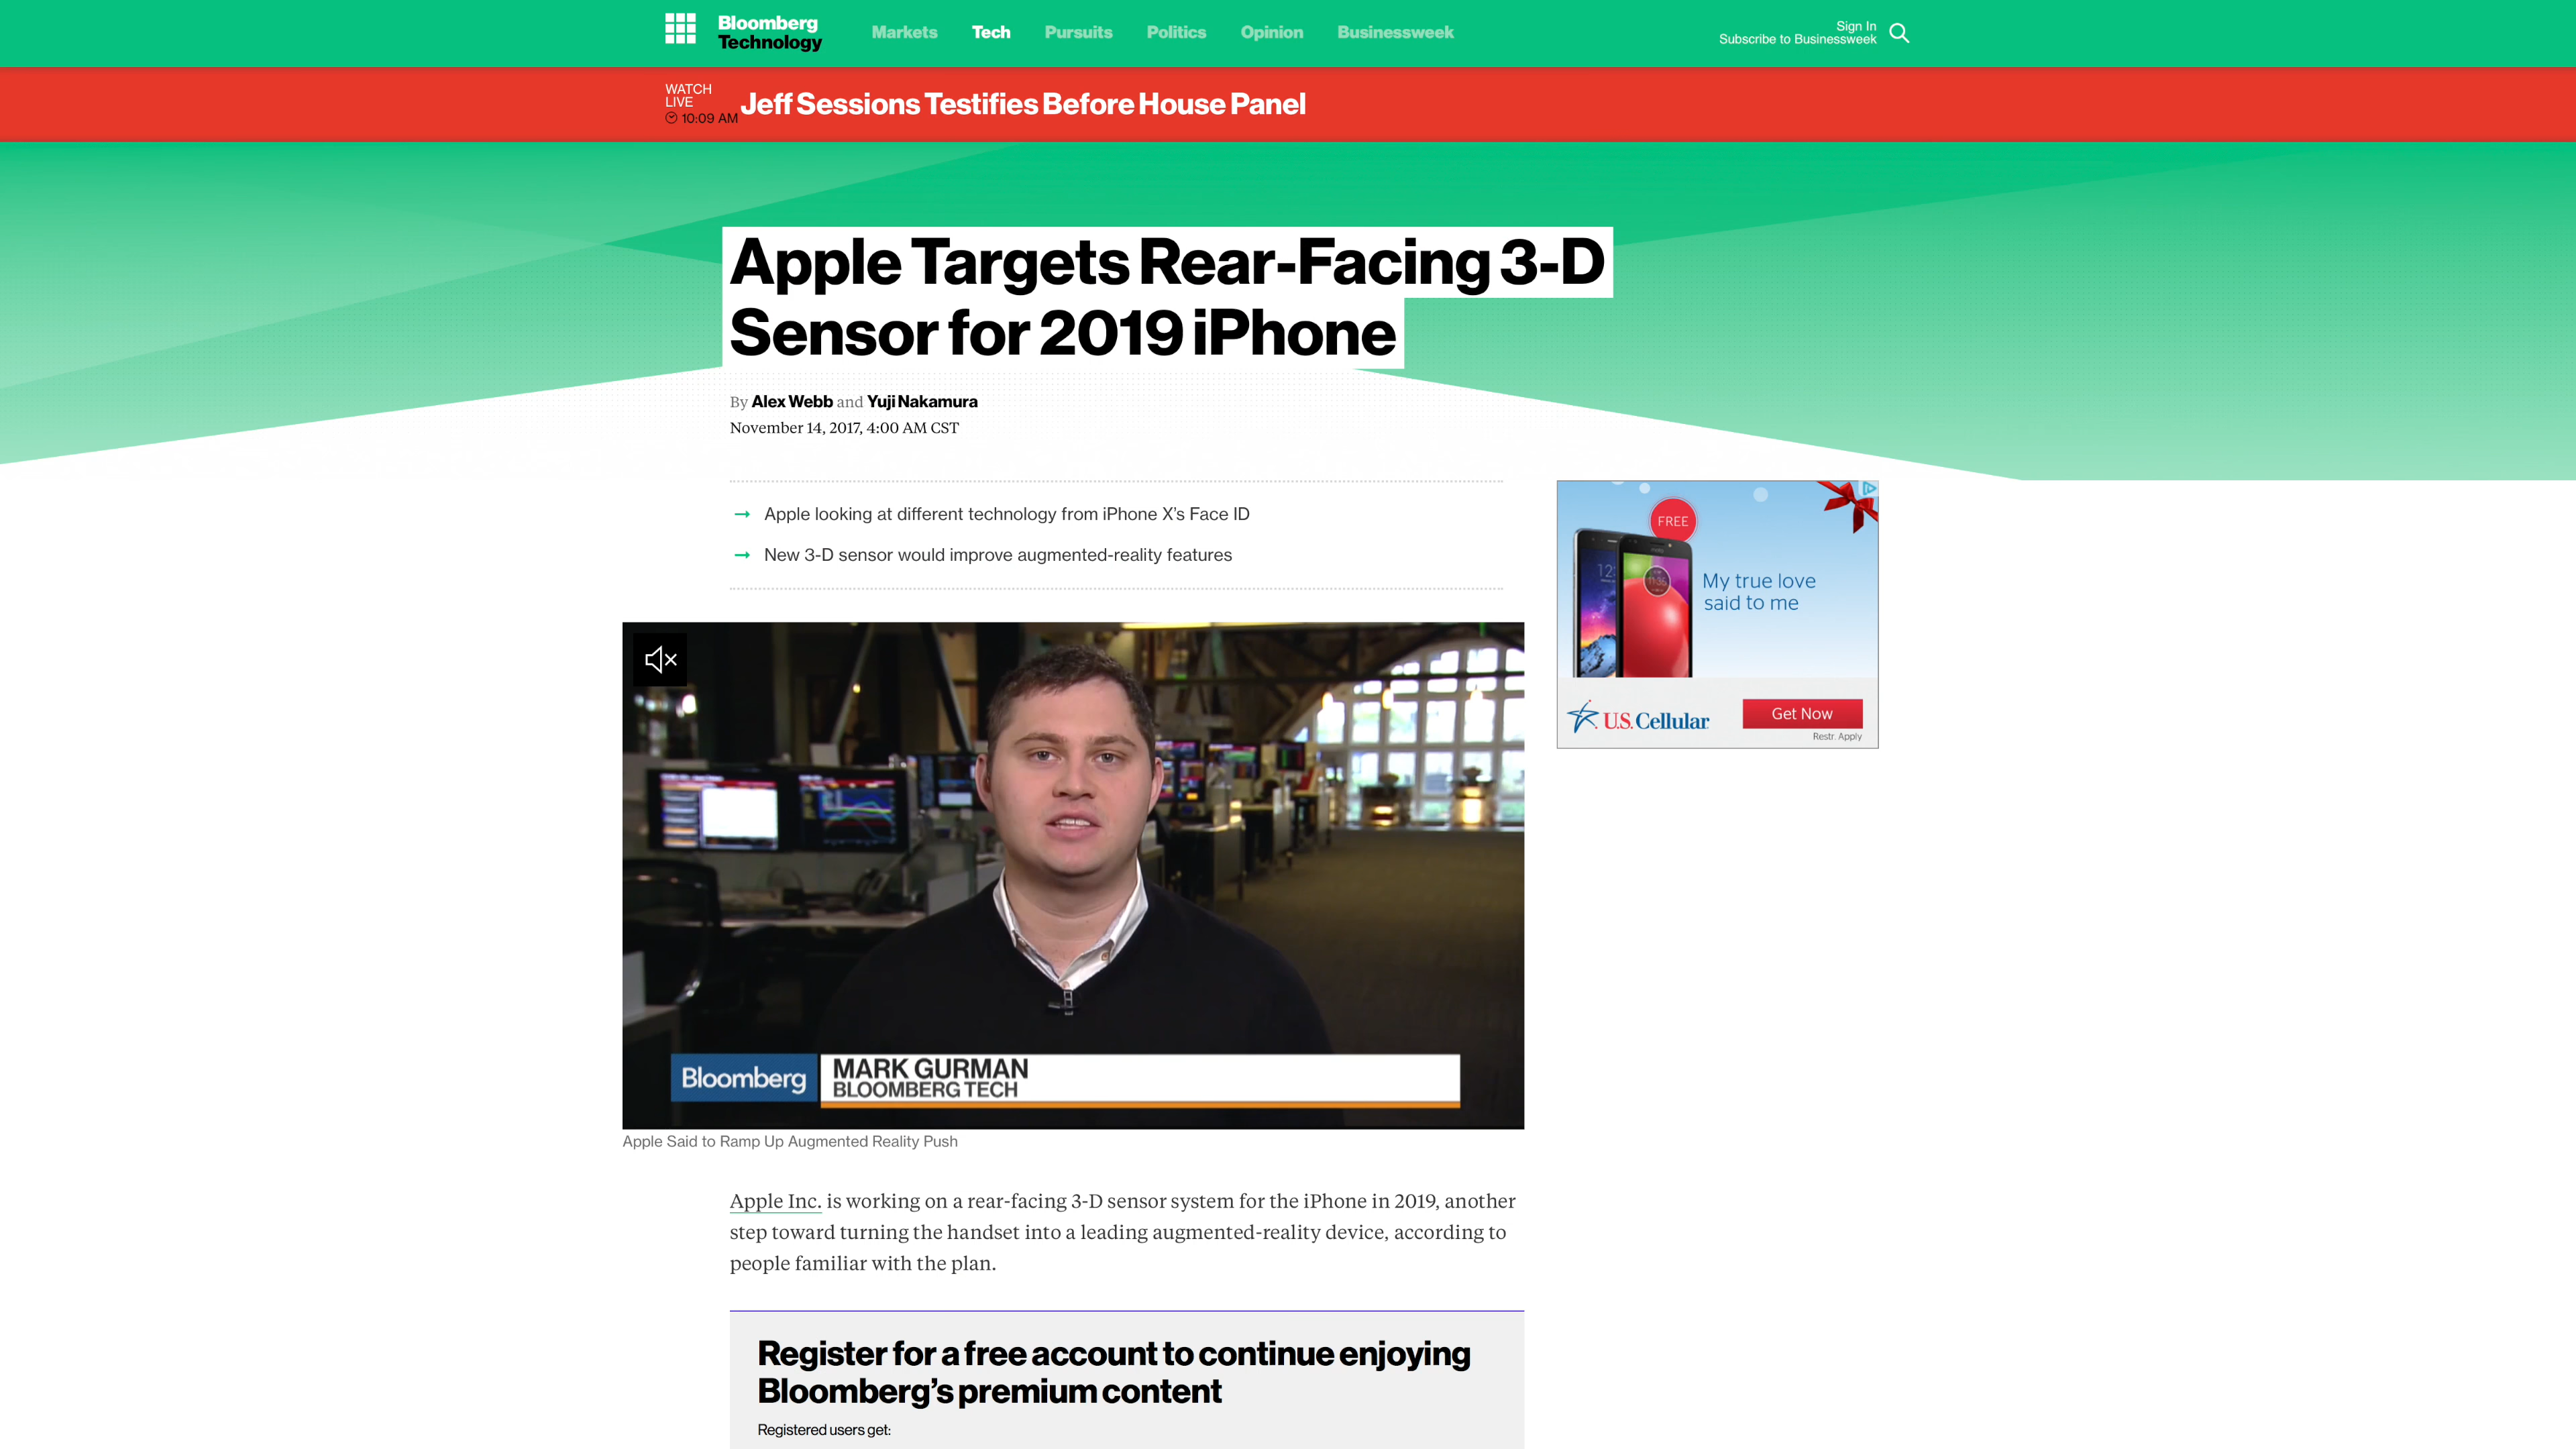 Bloomberg
Technology
Markets
Tech
Pursuits
Politics
Opinion
Businessweek
Sign In
Subscribe to Businessweek
WATCH
LIVE
10:09 AM
Jeff Sessions Testifies Before House Panel
Apple Targets Rear-Facing 3-D
Sensor for 2019 iPhone
By Alex Webb and Yuji Nakamura
November 14, 2017, 4:00 AM CST
→ Apple looking at different technology from iPhone X’s Face ID
→ New 3-D sensor would improve augmented-reality features
FREE
My true love
said to me
U.S. Cellular
Get Now
Restr. Apply
Bloomberg
MARK GURMAN
BLOOMBERG TECH
Apple Said to Ramp Up Augmented Reality Push
Apple Inc. is working on a rear-facing 3-D sensor system for the iPhone in 2019, another
step toward turning the handset into a leading augmented-reality device, according to
people familiar with the plan.
Register for a free account to continue enjoying
Bloomberg’s premium content
Registered users get: